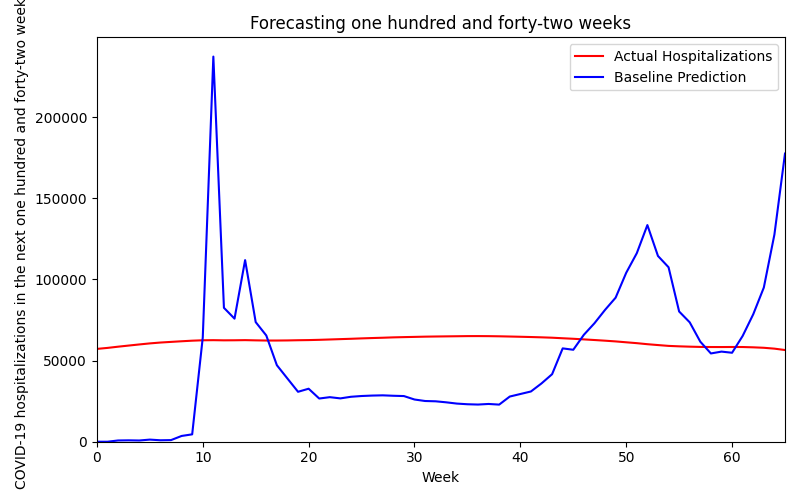 Forecasting one hundred and forty-two weeks
Actual Hospitalizations
Baseline Prediction
COVID-19 hospitalizations in the next one hundred and forty-two week
200000
150000
100000
50000
0
0 10 20 30 40 50 60
Week